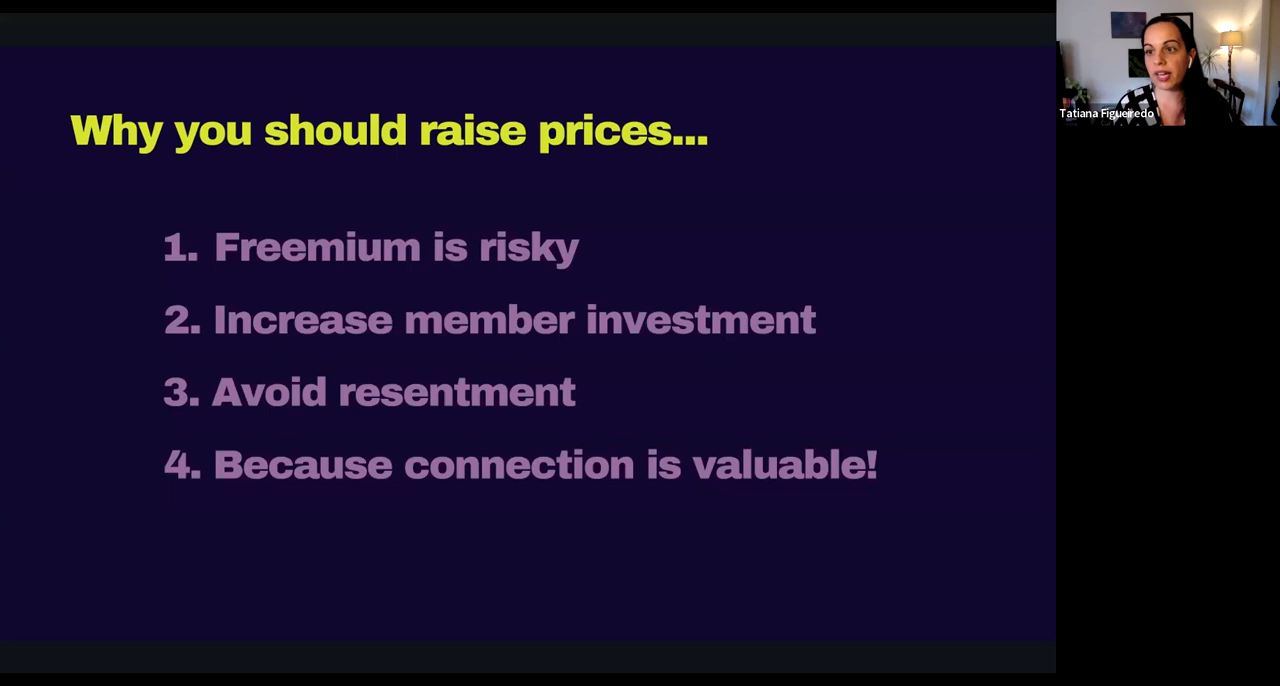 Why you should raise prices...
1. Freemium is risky
2. Increase member investment
3. Avoid resentment
4. Because connection is valuable!
Tatiana Figueiredo